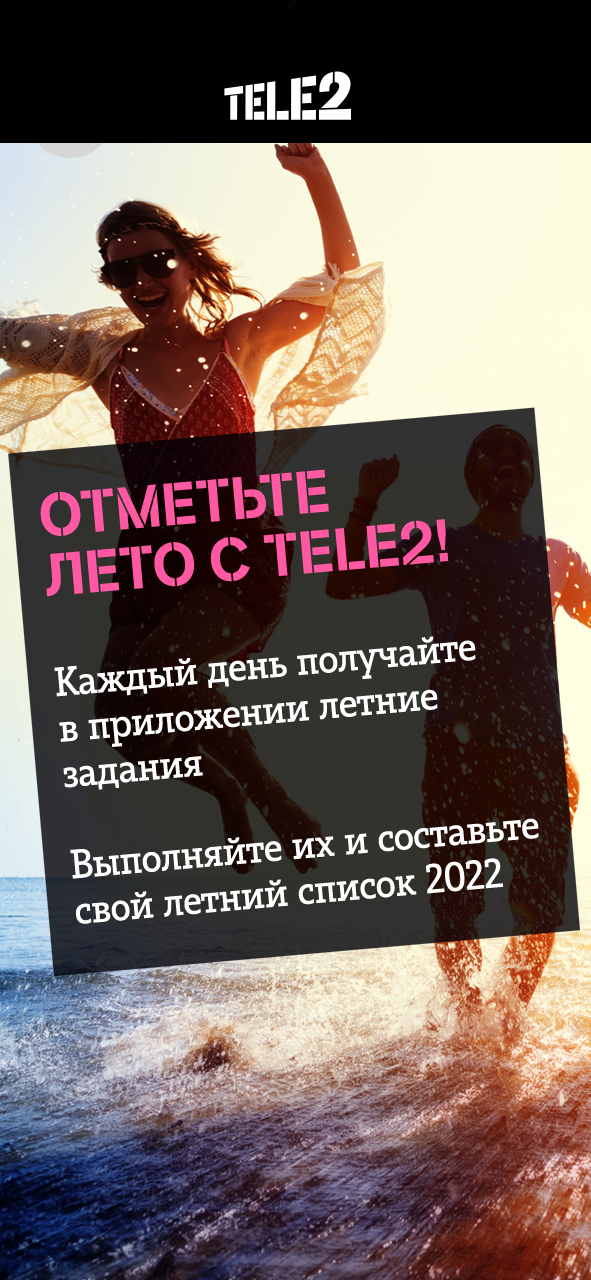 TELE2
ОТМЕТЬТЕ
ЛЕТО С TELE2!
Каждый день получайте
в приложении летние
задания
Выполняйте их и составьте
свой летний список 2022